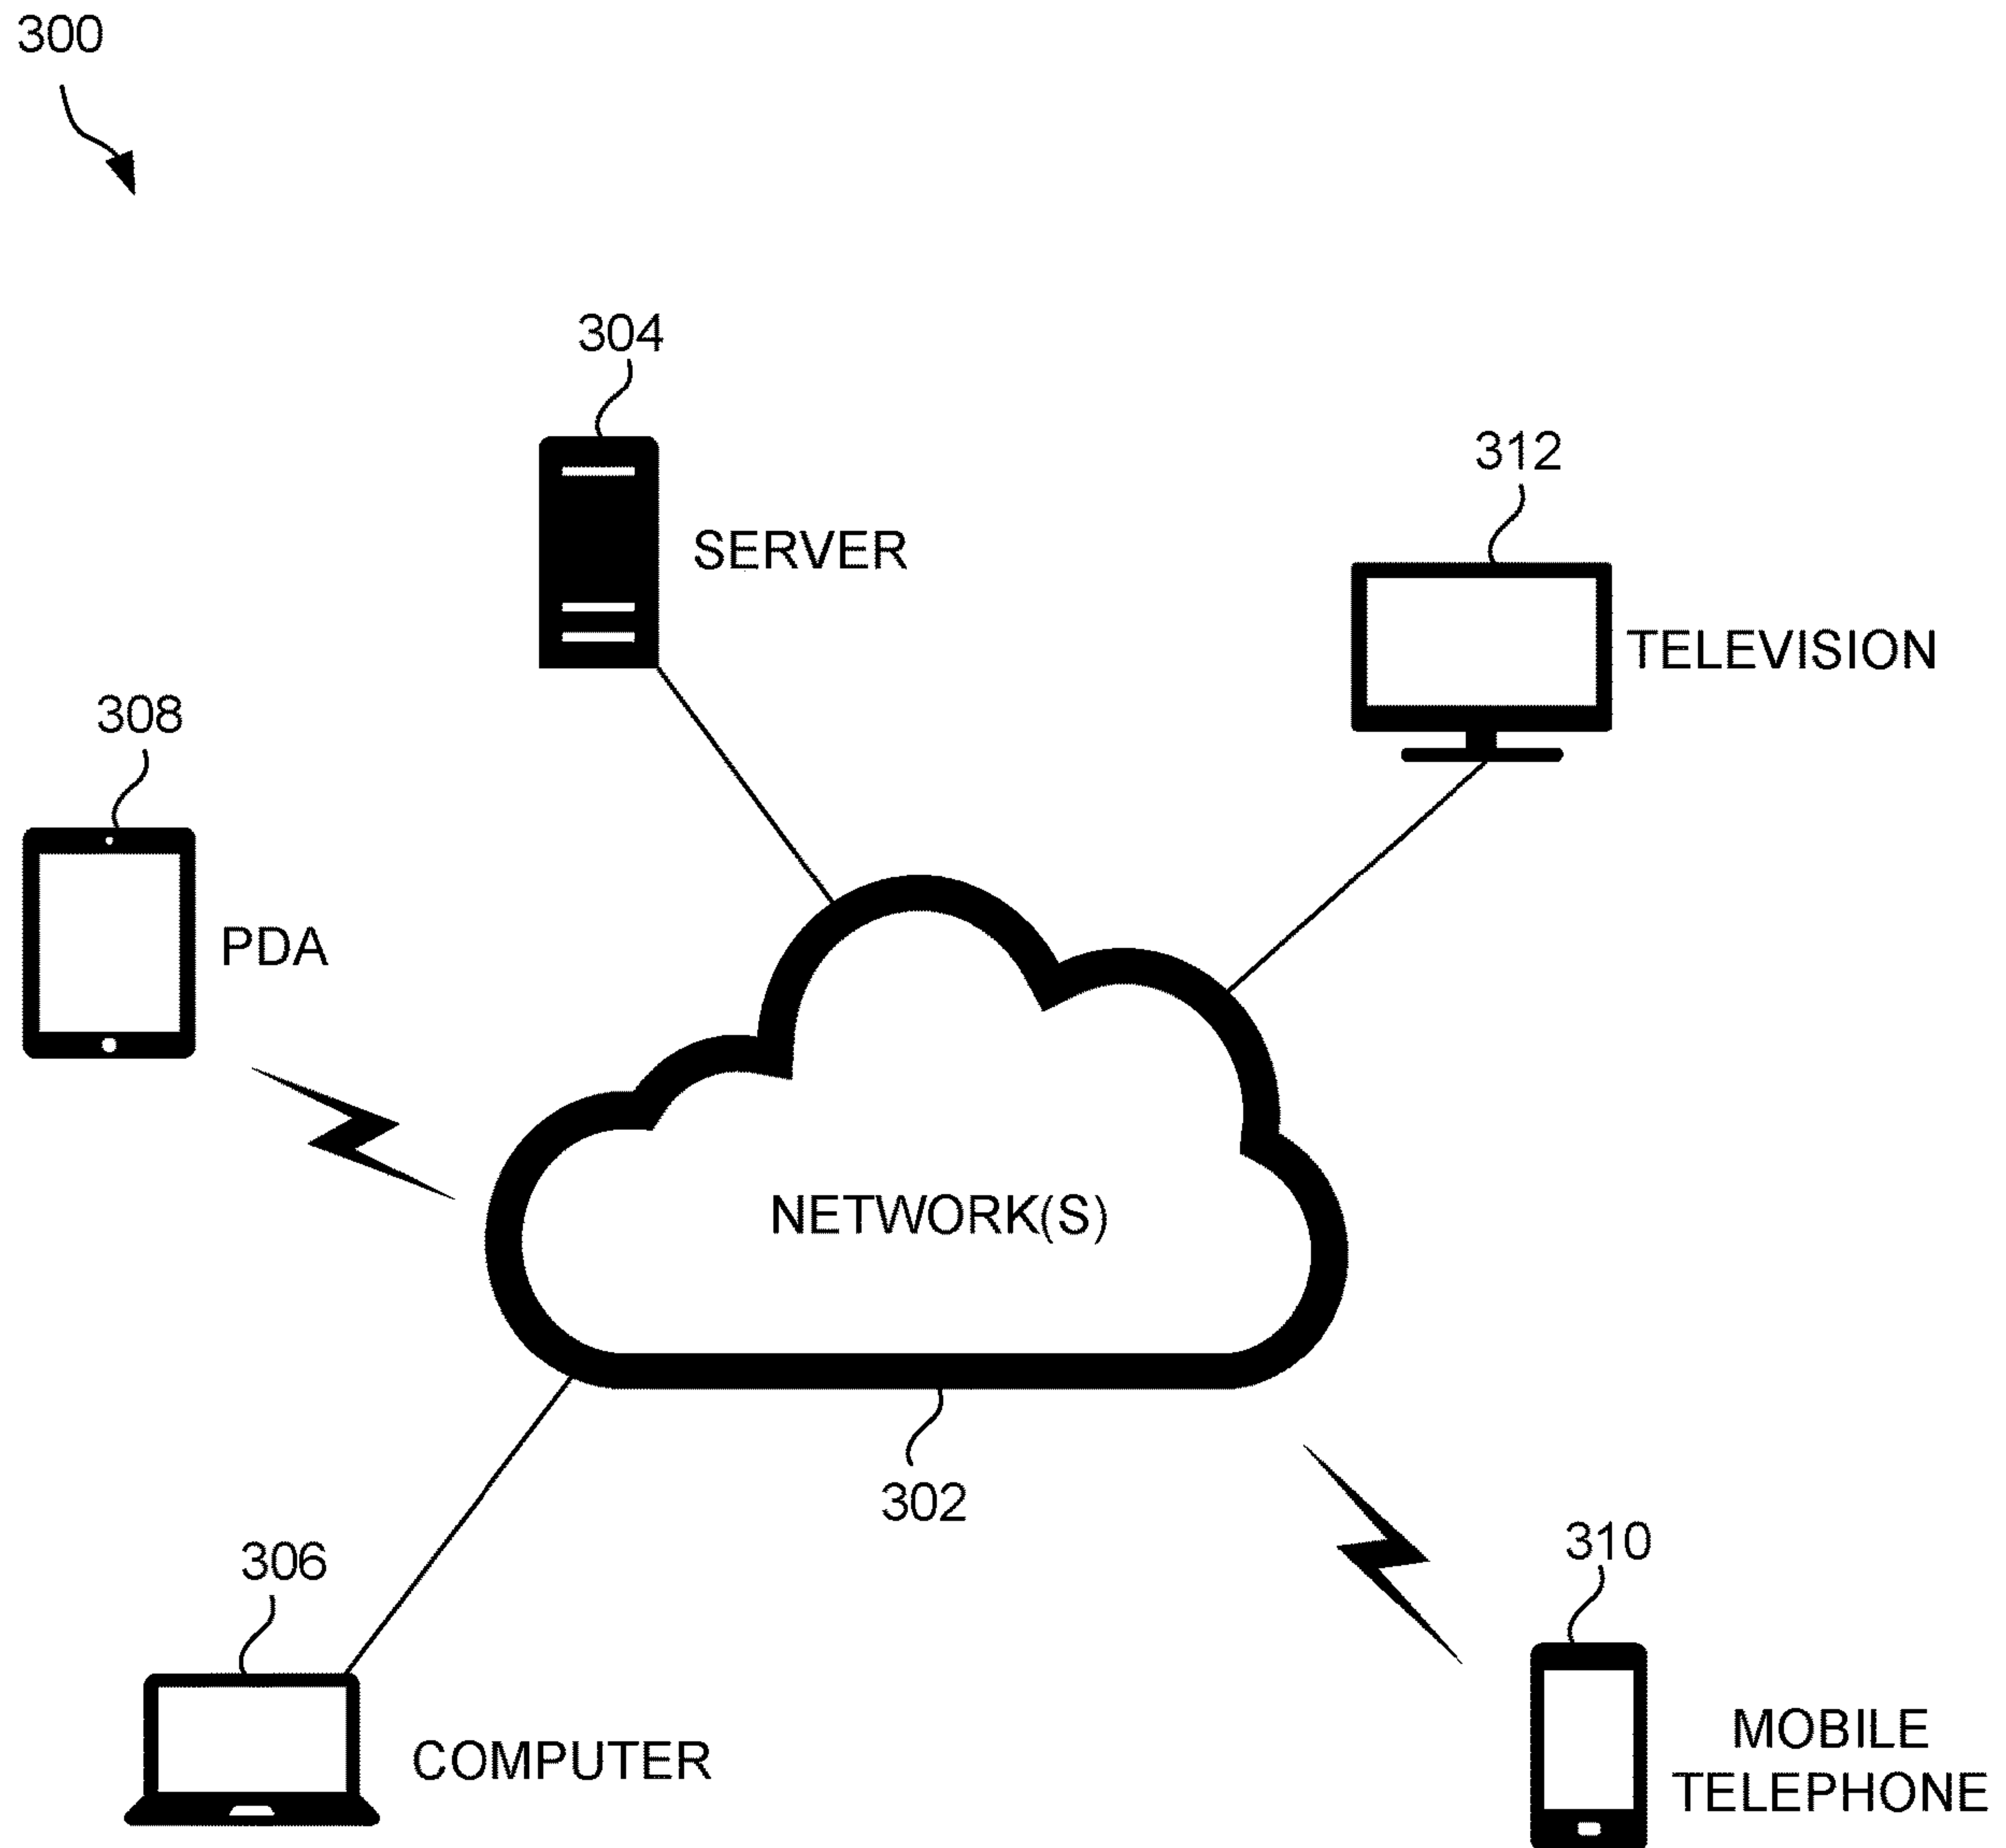 300
304
SERVER
312
TELEVISION
308
PDA
NETWORK(S)
302
306
COMPUTER
310
MOBILE
TELEPHONE